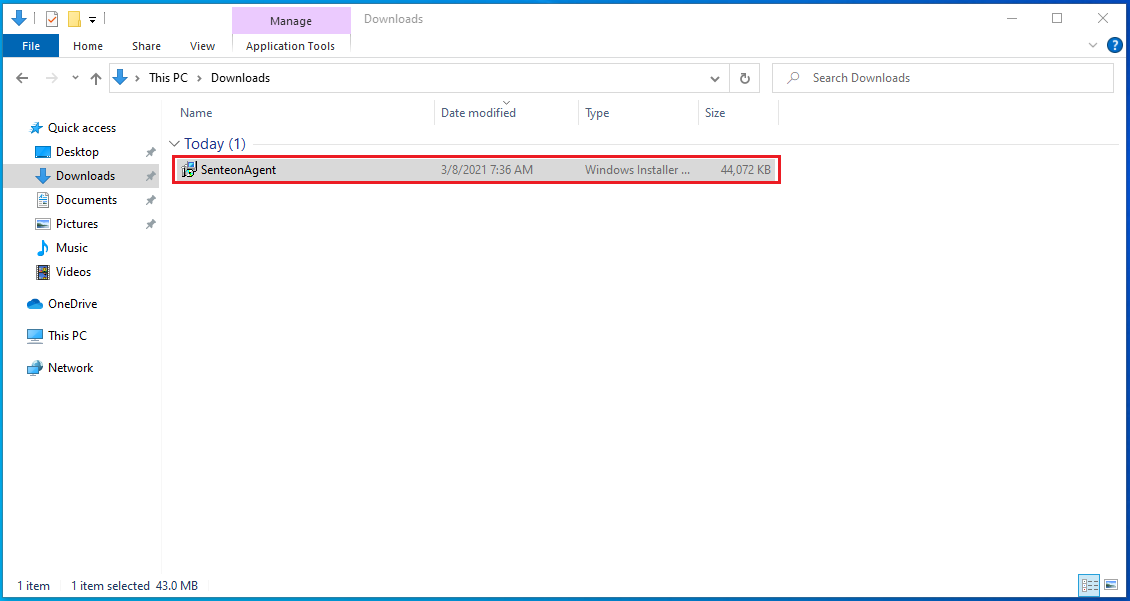 Manage
Downloads
File
Home
Share
View
Application Tools
?
This PC
Downloads
Search Downloads
Name
Date modified
Type
Size
Quick access
Desktop
Downloads
Documents
Pictures
Music
Videos
OneDrive
This PC
Network
Today (1)
SenteonAgent
3/8/2021 7:36 AM
Windows Installer ...
44,072 KB
1 item
1 item selected
43.0 MB